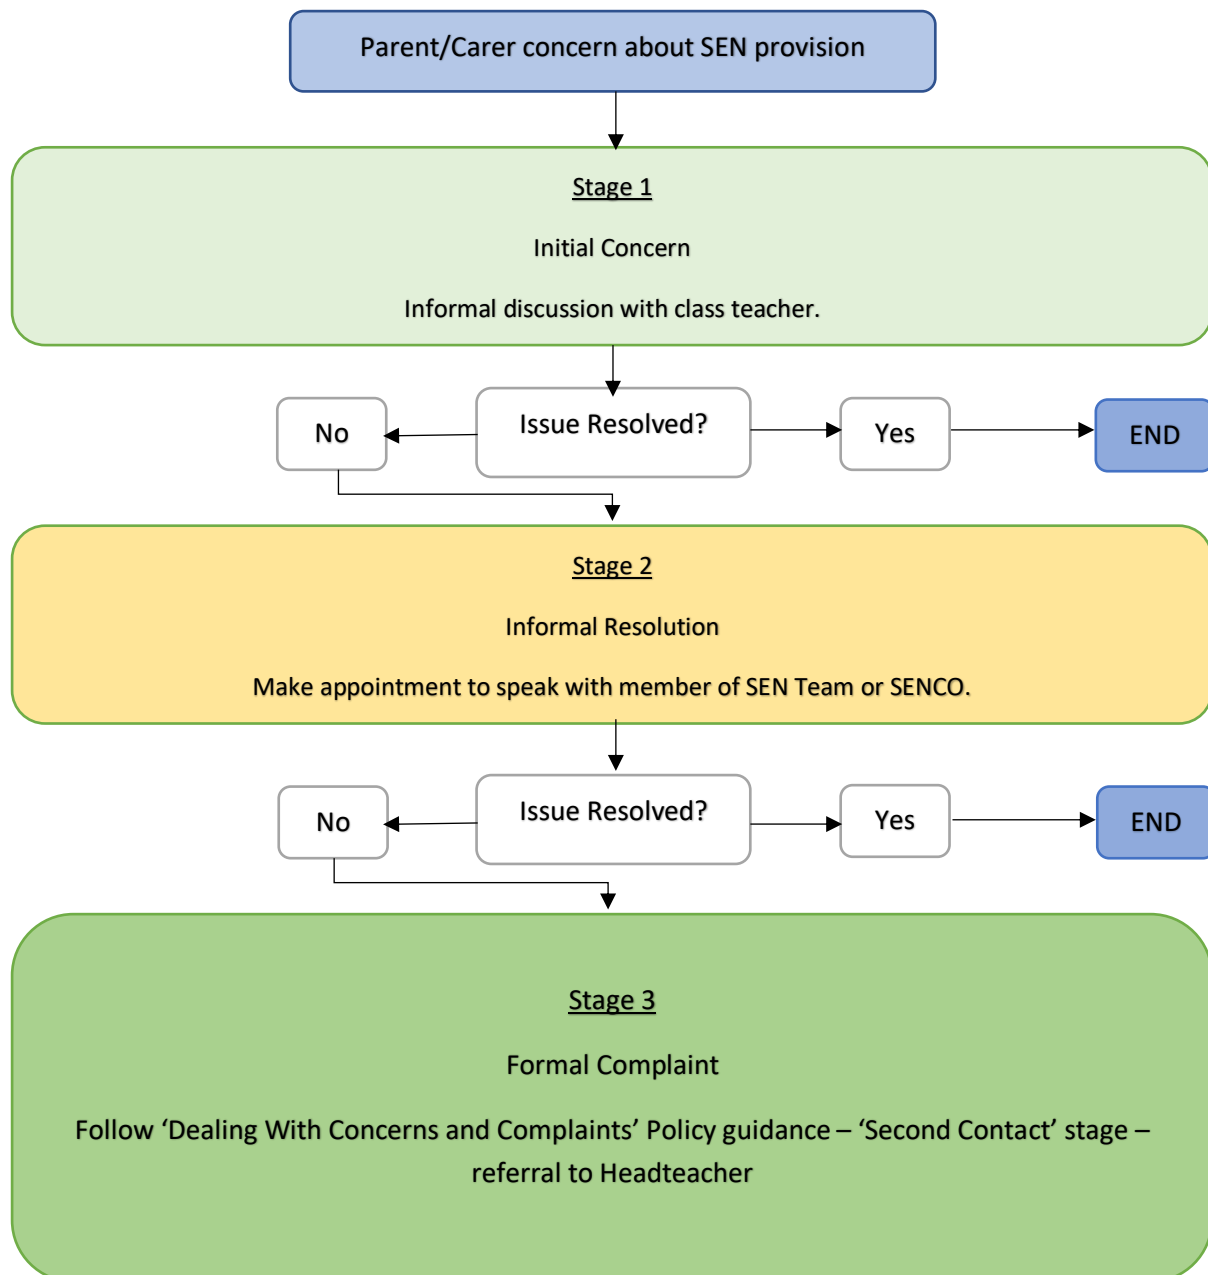 Parent/Carer concern about SEN provision
Stage 1
Initial Concern
Informal discussion with class teacher.
No
Issue Resolved?
Yes
END
Stage 2
Informal Resolution
Make appointment to speak with member of SEN Team or SENCO.
No
Issue Resolved?
Yes
END
Stage 3
Formal Complaint
Follow ‘Dealing With Concerns and Complaints’ Policy guidance – ‘Second Contact’ stage –
referral to Headteacher